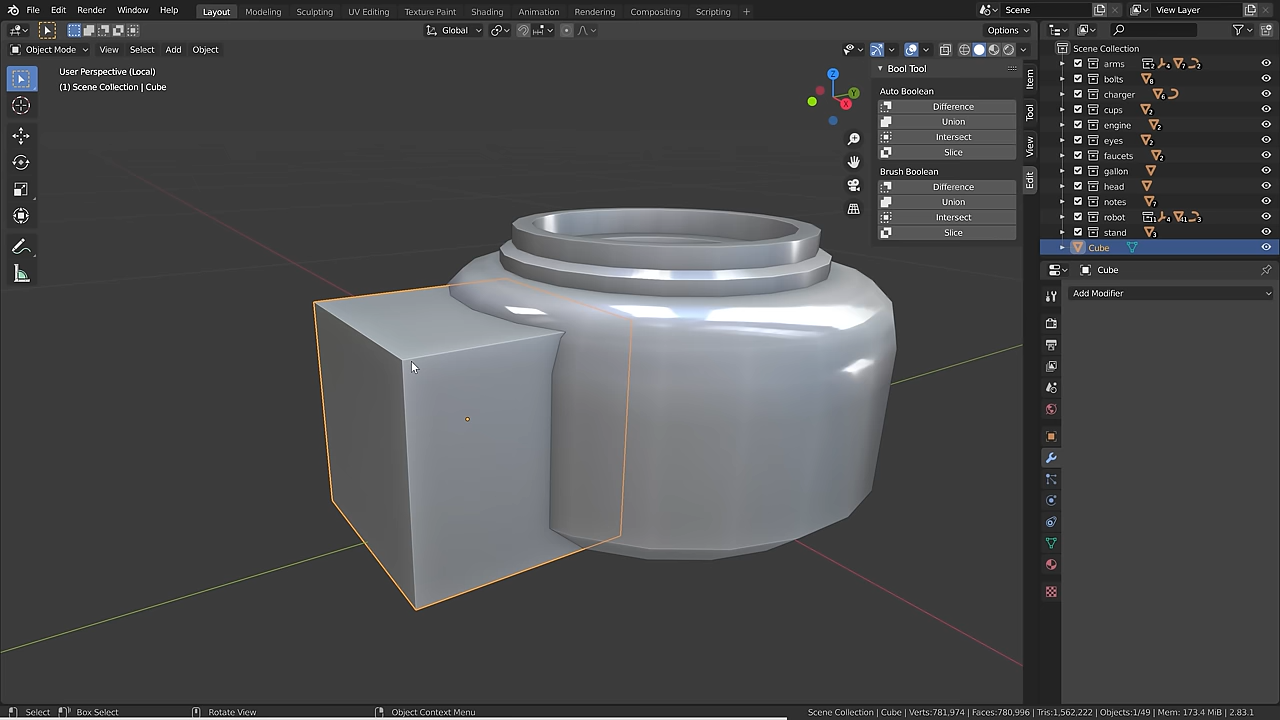 File Edit Render Window Help Layout Modeling Sculpting UV Editing Texture Paint Shading Animation Rendering Compositing Scripting + Scene View Layer
Global Options
Object Mode View Select Add Object
User Perspective (Local)
(1) Scene Collection | Cube
Z
Y
X
Bool Tool
Auto Boolean
Difference
Union
Intersect
Slice
Brush Boolean
Difference
Union
Intersect
Slice
Item
Tool
View
Edit
Scene Collection
arms
bolts
charger
cups
engine
eyes
faucets
gallon
head
notes
robot
stand
Cube
Cube
Add Modifier
Select Box Select Rotate View Object Context Menu Scene Collection | Cube | Verts:781,974 | Faces:780,996 | Tris:1,562,222 | Objects:1/49 | Mem: 173.4 MiB | 2.83.1